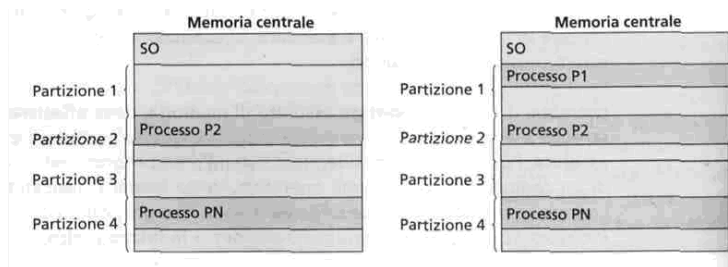 Memoria centrale
SO
Partizione 1
Partizione 2
Processo P2
Partizione 3
Partizione 4
Processo PN
Memoria centrale
SO
Partizione 1
Processo P1
Partizione 2
Processo P2
Partizione 3
Partizione 4
Processo PN